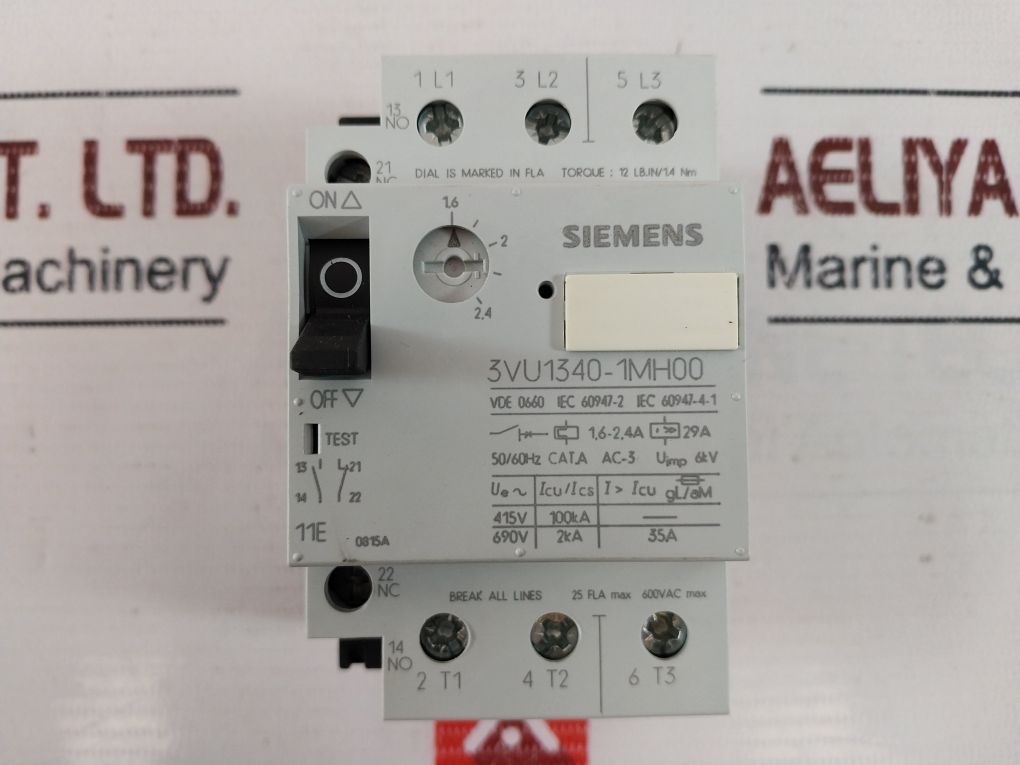 1 L1 3 L2 5 L3
13
NO
21
NC
DIAL IS MARKED IN FLA TORQUE : 12 LB.IN/1.4 Nm
T. LTD.
achinery
AELIYA
Marine &
ON △
1.6
2
2,4
O
SIEMENS
3VU1340-1MH00
OFF ▽
VDE 0660 IEC 60947-2 IEC 60947-4-1
TEST
1,6-2,4A > 29A
50/60Hz CAT.A AC-3 Uimp 6kV
13 21
14 22
Ue ~ Icu/Ics I > Icu gL/aM
415V 100kA —
690V 2kA 35A
11E 0815A
22
NC
BREAK ALL LINES 25 FLA max 600VAC max
14
NO
2 T1 4 T2 6 T3